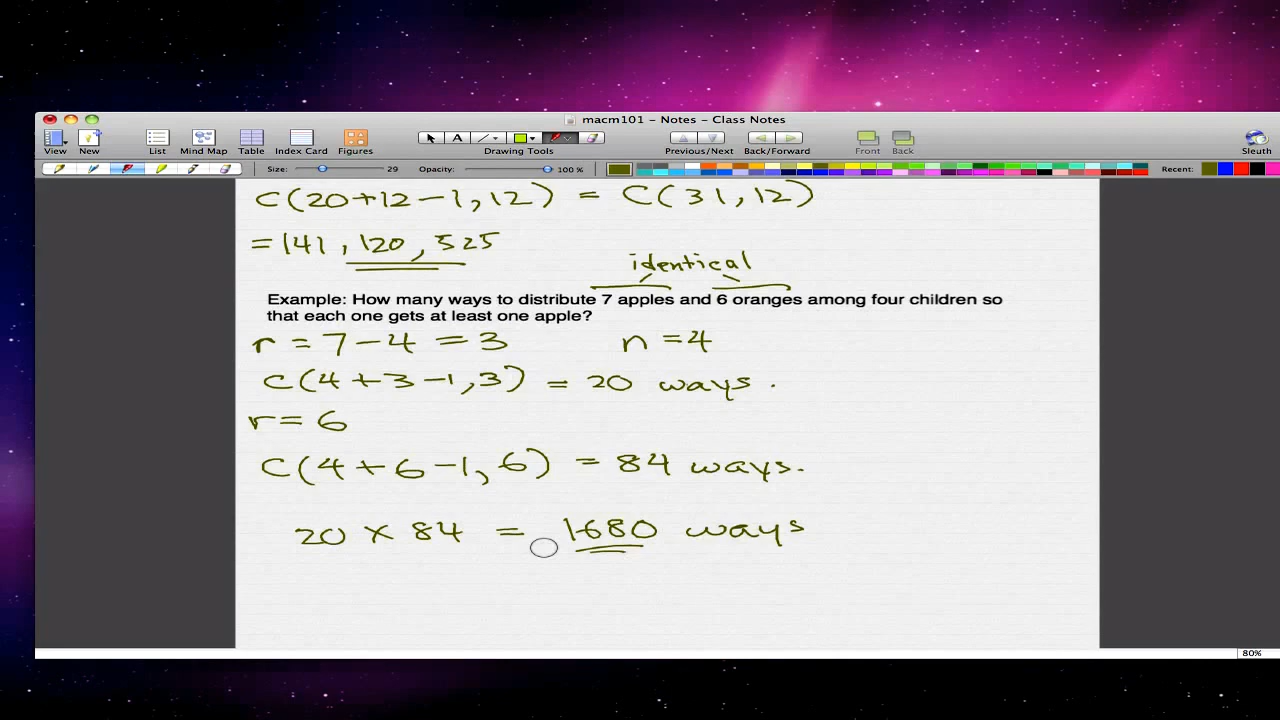 macm101 - Notes - Class Notes
View New List Mind Map Table Index Card Figures Drawing Tools Previous/Next Back/Forward Front Back Sleuth
Size: 29 Opacity: 100 % Recent:
C(20+12-1,12) = C(31,12)
= 141, 120, 525
identical
Example: How many ways to distribute 7 apples and 6 oranges among four children so
that each one gets at least one apple?
r = 7 - 4 = 3 n = 4
C(4+3-1,3) = 20 ways.
r = 6
C(4+6-1,6) = 84 ways.
20 × 84 = 1680 ways
80%